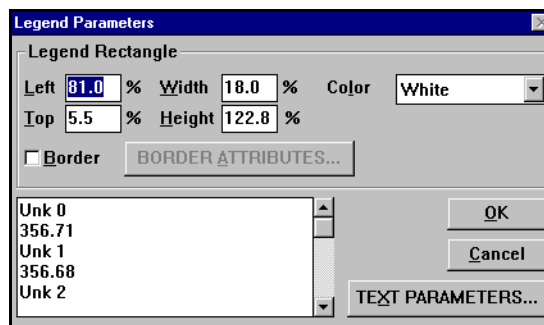 Legend Parameters
Legend Rectangle
Left 81.0 % Width 18.0 % Color White
Top 5.5 % Height 122.8 %
Border BORDER ATTRIBUTES...
Unk 0
356.71
Unk 1
356.68
Unk 2
OK
Cancel
TEXT PARAMETERS...